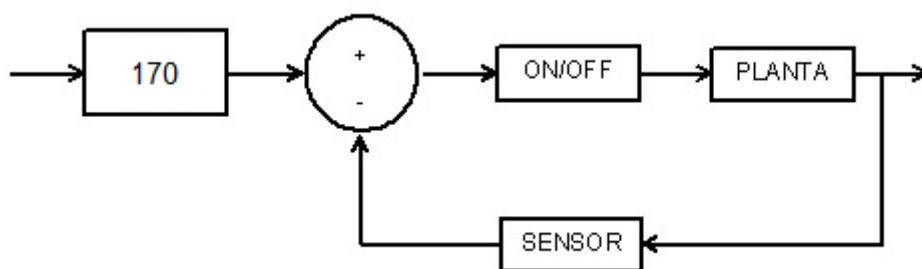 170
+
-
ON/OFF
PLANTA
SENSOR